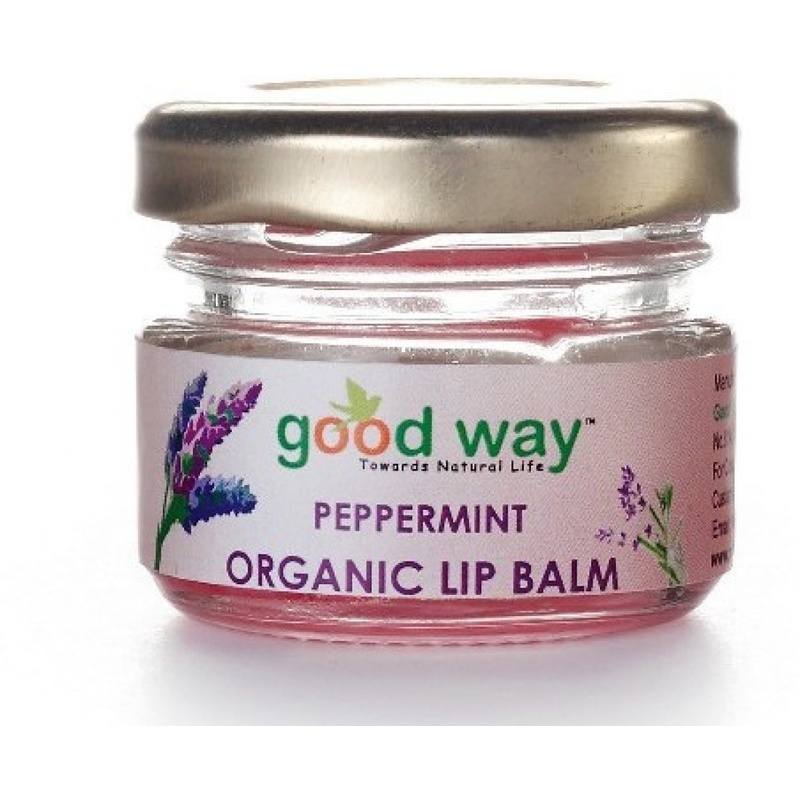 good way™
Towards Natural Life
PEPPERMINT
ORGANIC LIP BALM